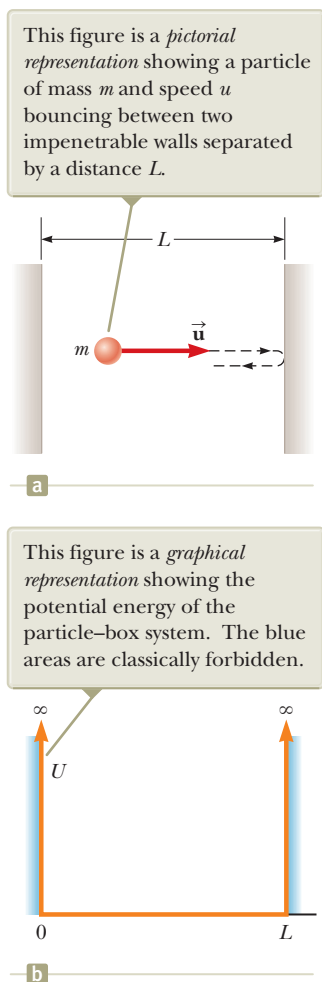 This figure is a pictorial
representation showing a particle
of mass m and speed u
bouncing between two
impenetrable walls separated
by a distance L.
L
m
u
a
This figure is a graphical
representation showing the
potential energy of the
particle–box system. The blue
areas are classically forbidden.
∞ ∞
U
0 L
b